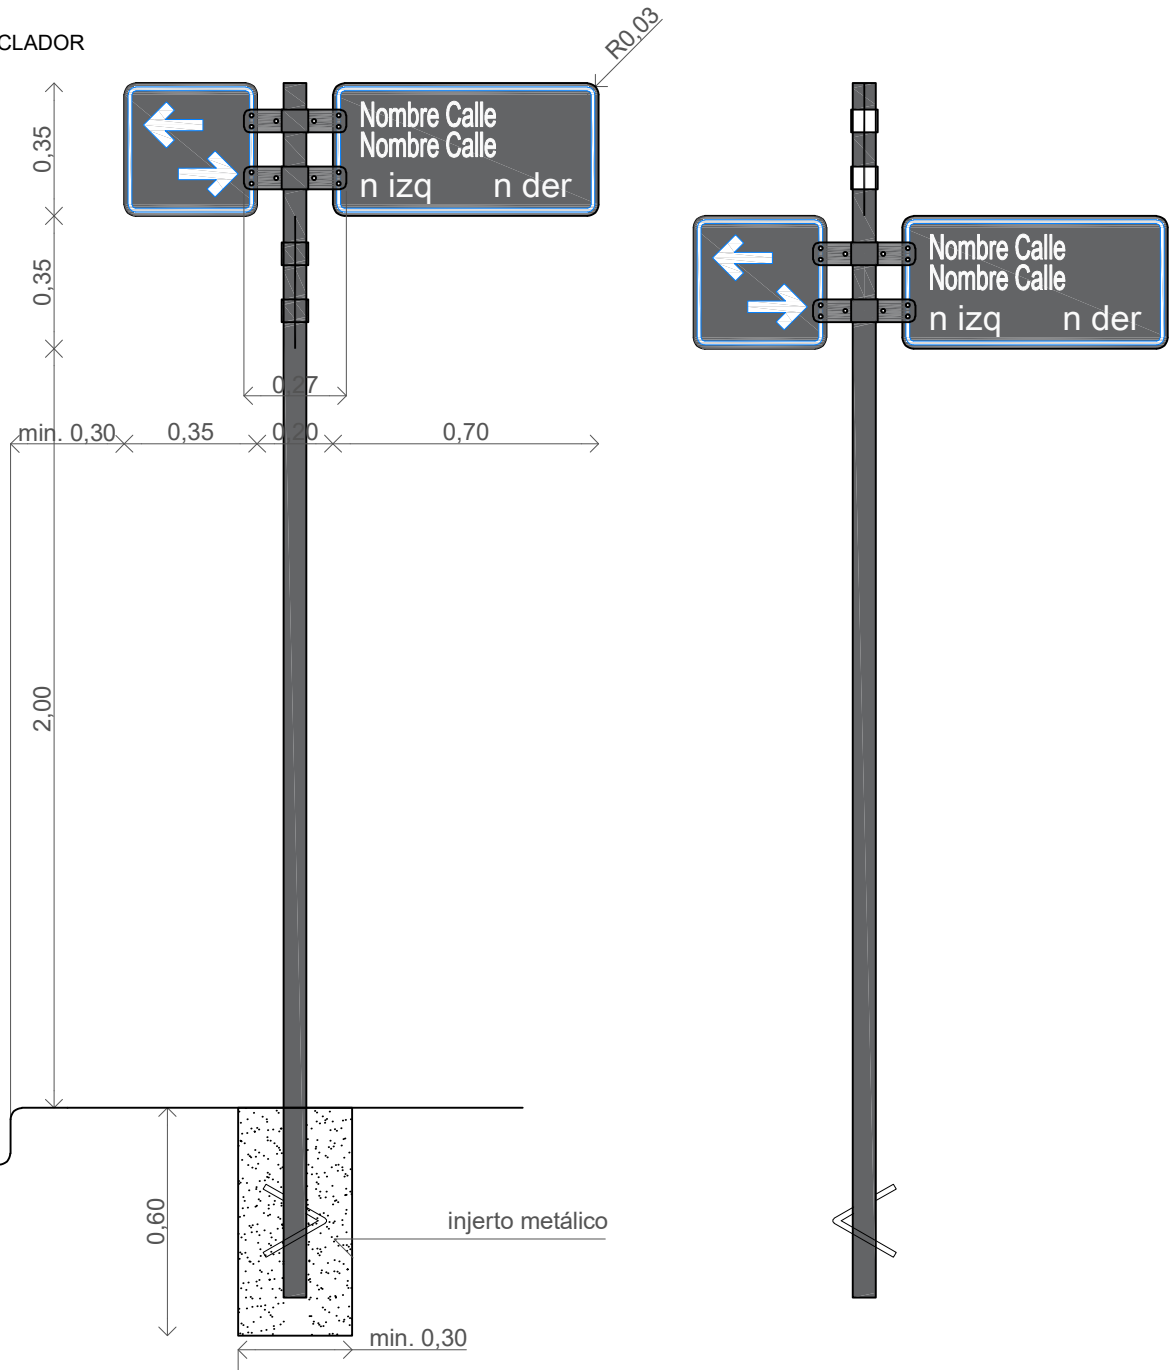 CLADOR
R0,03
0,35
Nombre Calle
Nombre Calle
n izq n der
0,35
Nombre Calle
Nombre Calle
n izq n der
0,27
min. 0,30
0,35
0,20
0,70
2,00
0,60
injerto metálico
min. 0,30